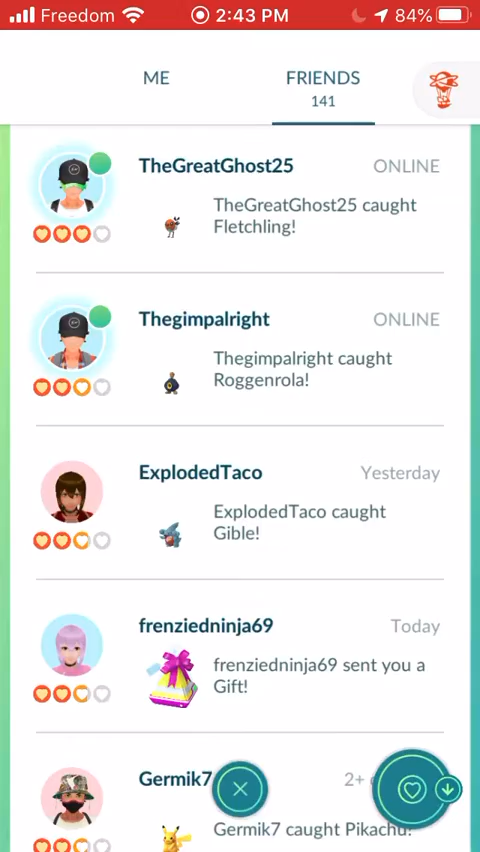 Freedom 2:43 PM 84%
ME
FRIENDS
141
TheGreatGhost25 ONLINE
TheGreatGhost25 caught
Fletchling!
Thegimpalright ONLINE
Thegimpalright caught
Roggenrola!
ExplodedTaco Yesterday
ExplodedTaco caught
Gible!
frenziedninja69 Today
frenziedninja69 sent you a
Gift!
Germik7 2+
Germik7 caught Pikachu!